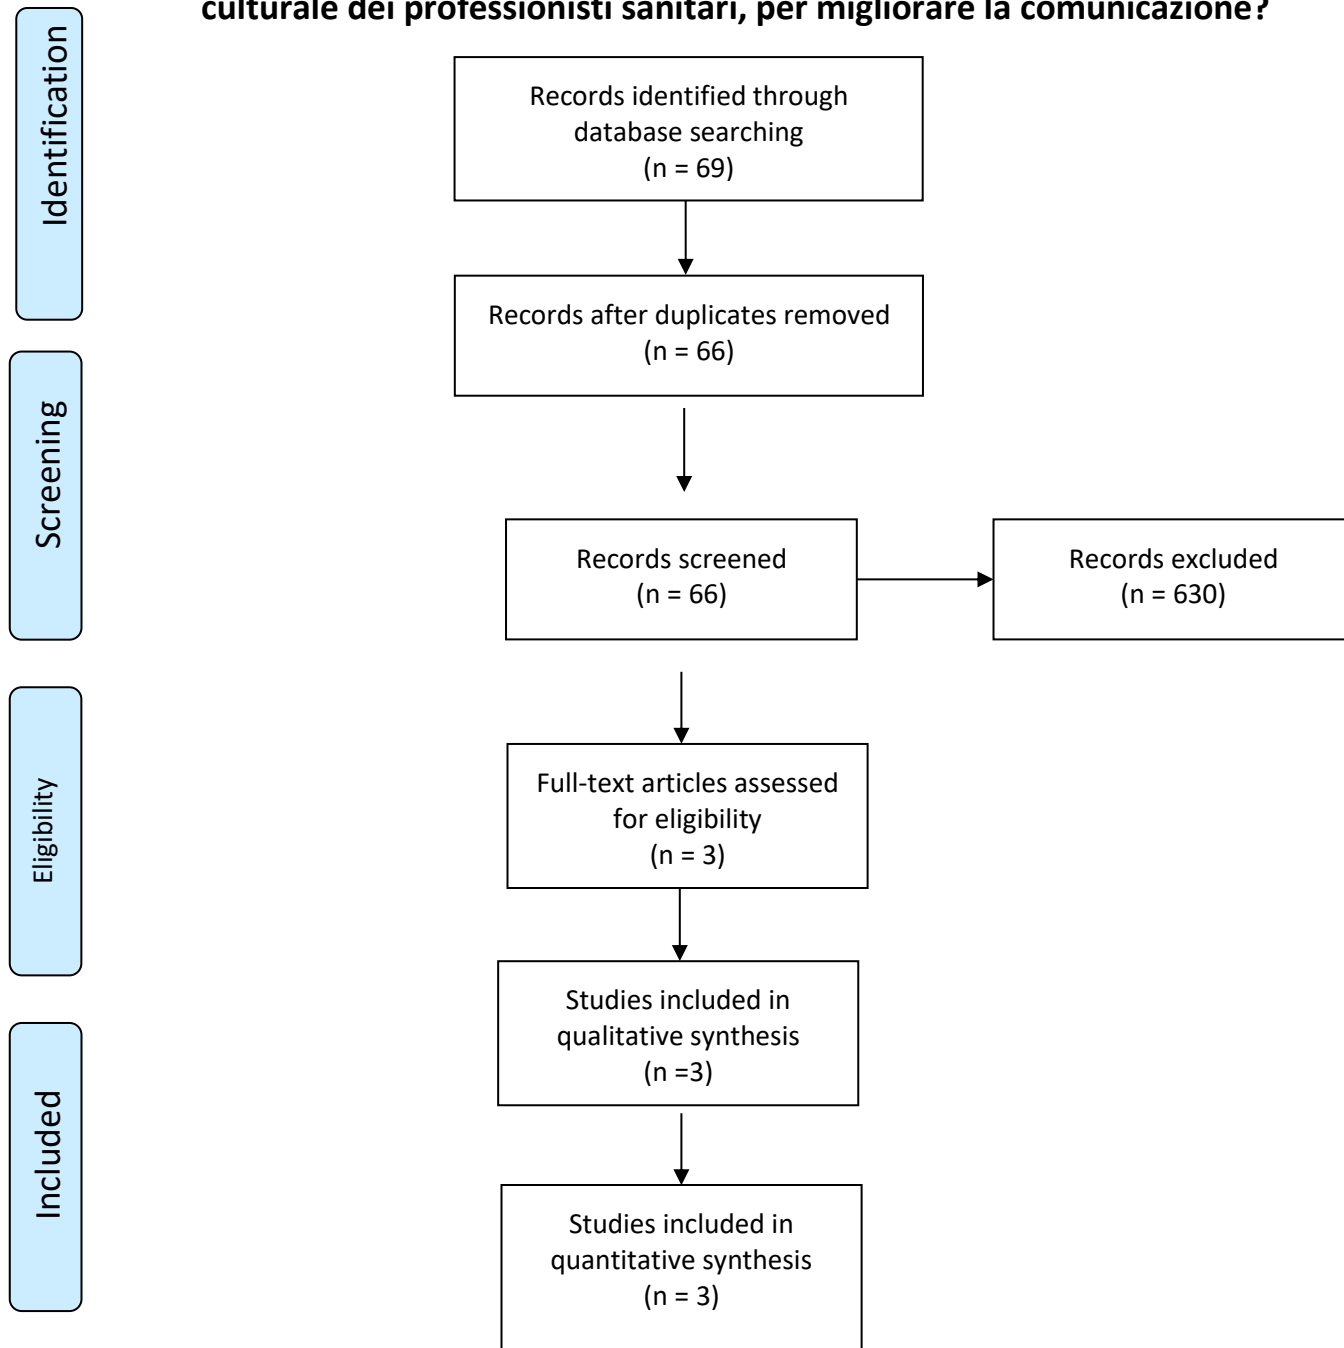 culturale dei professionisti sanitari, per migliorare la comunicazione?
Identification
Records identified through
database searching
(n = 69)
Records after duplicates removed
(n = 66)
Screening
Records screened
(n = 66)
Records excluded
(n = 630)
Eligibility
Full-text articles assessed
for eligibility
(n = 3)
Studies included in
qualitative synthesis
(n =3)
Included
Studies included in
quantitative synthesis
(n = 3)